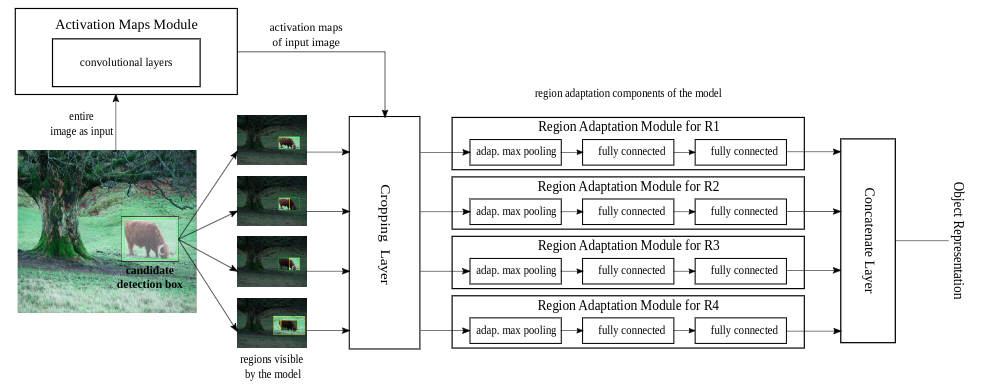 Activation Maps Module
convolutional layers
activation maps
of input image
entire
image as input
candidate
detection box
regions visible
by the model
Cropping Layer
region adaptation components of the model
Region Adaptation Module for R1
adap. max pooling
fully connected
fully connected
Region Adaptation Module for R2
adap. max pooling
fully connected
fully connected
Region Adaptation Module for R3
adap. max pooling
fully connected
fully connected
Region Adaptation Module for R4
adap. max pooling
fully connected
fully connected
Concatenate Layer
Object Representation